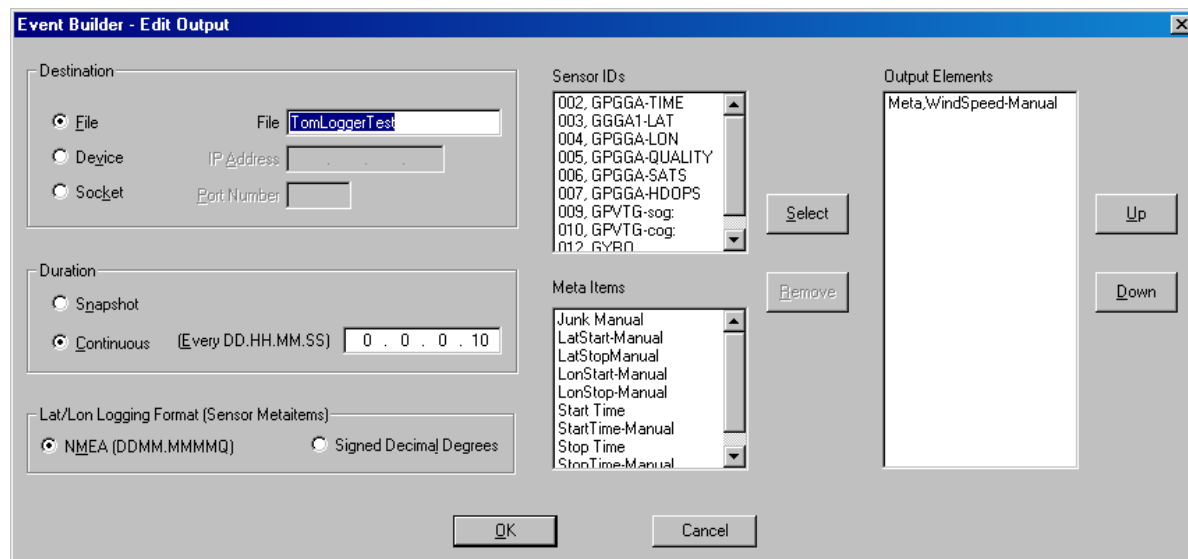 Event Builder - Edit Output
Destination
File
File TomLoggerTest
Device
IP Address . . .
Socket
Port Number
Duration
Snapshot
Continuous (Every DD.HH.MM.SS) 0 . 0 . 0 . 10
Lat/Lon Logging Format (Sensor Metaitems)
NMEA (DDMM.MMMMQ)
Signed Decimal Degrees
Sensor IDs
002, GPGGA-TIME
003, GGGA1-LAT
004, GPGGA-LON
005, GPGGA-QUALITY
006, GPGGA-SATS
007, GPGGA-HDOPS
009, GPVTG-sog:
010, GPVTG-cog:
012, GYRO
Meta Items
Junk Manual
LatStart-Manual
LatStopManual
LonStart-Manual
LonStop-Manual
Start Time
StartTime-Manual
Stop Time
StopTime-Manual
Select
Remove
Output Elements
Meta,WindSpeed-Manual
Up
Down
OK
Cancel